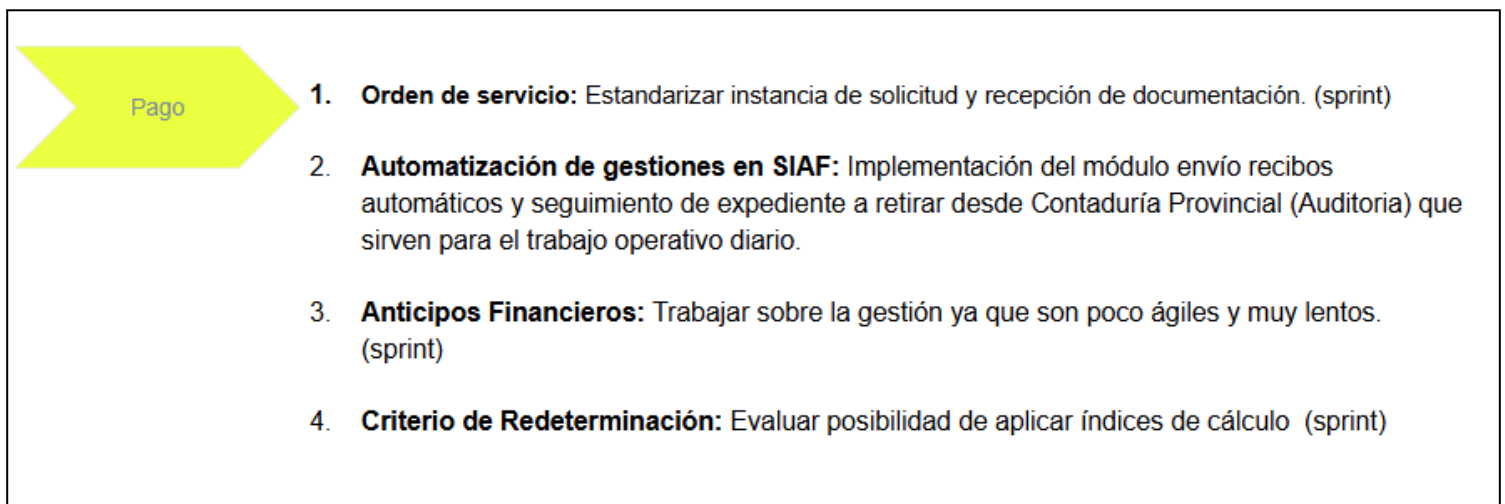 Pago
1. Orden de servicio: Estandarizar instancia de solicitud y recepción de documentación. (sprint)
2. Automatización de gestiones en SIAF: Implementación del módulo envío recibos
automáticos y seguimiento de expediente a retirar desde Contaduría Provincial (Auditoria) que
sirven para el trabajo operativo diario.
3. Anticipos Financieros: Trabajar sobre la gestión ya que son poco ágiles y muy lentos.
(sprint)
4. Criterio de Redeterminación: Evaluar posibilidad de aplicar índices de cálculo  (sprint)